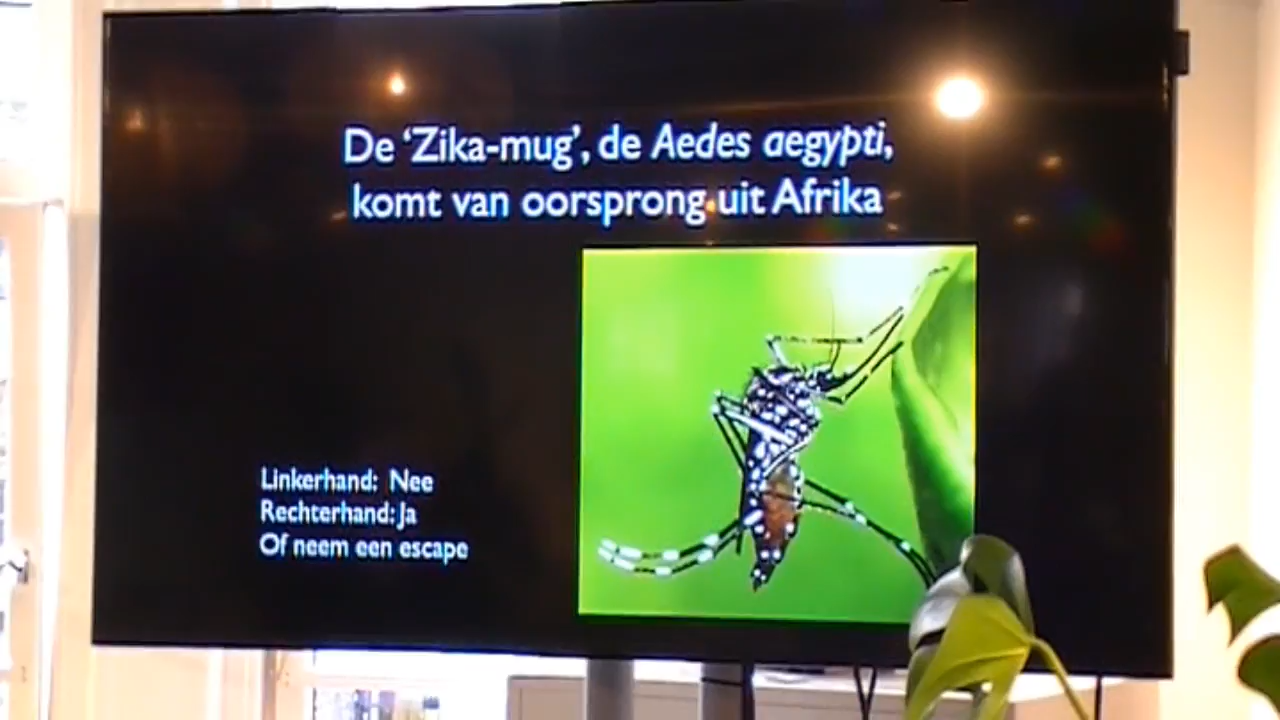 De ‘Zika-mug’, de Aedes aegypti,
komt van oorsprong uit Afrika
Linkerhand: Nee
Rechterhand: Ja
Of neem een escape